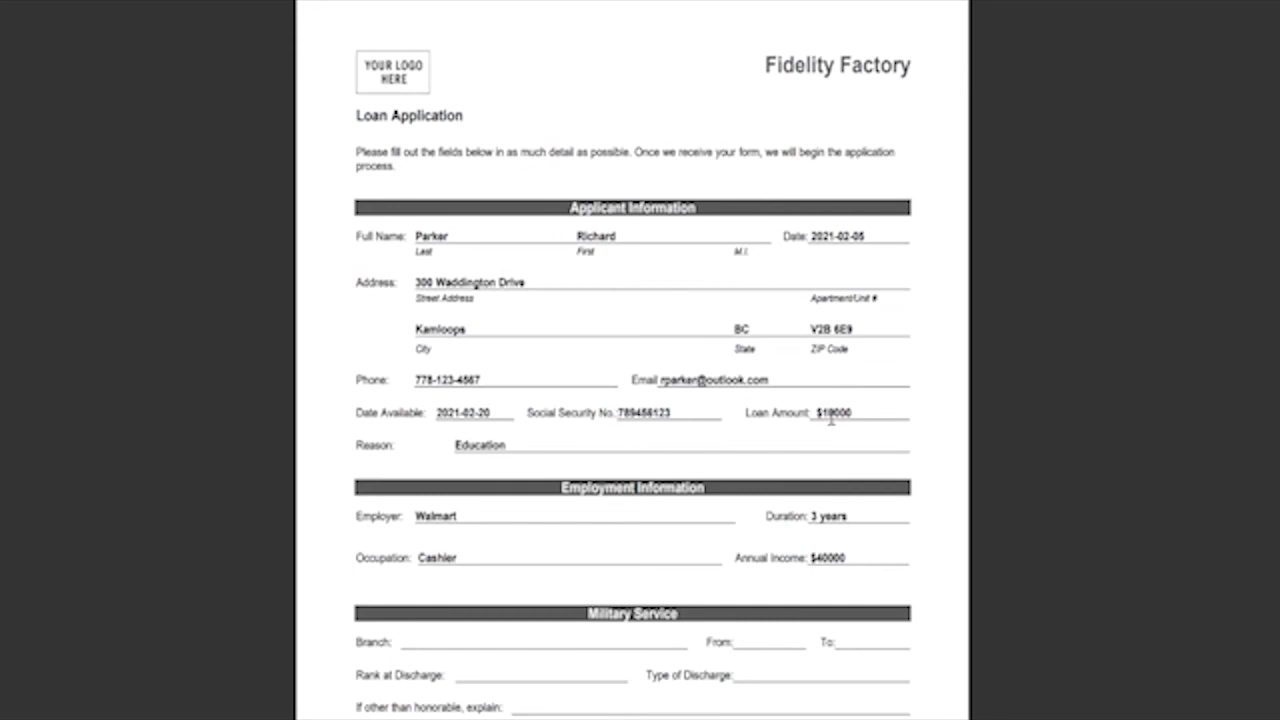 YOUR LOGO
HERE
Fidelity Factory
Loan Application
Please fill out the fields below in as much detail as possible. Once we receive your form, we will begin the application
process.
Applicant Information
Full Name: Parker Richard Date: 2021-02-05
Last First M.I.
Address: 300 Waddington Drive
Street Address Apartment/Unit #
Kamloops BC V2B 6E9
City State ZIP Code
Phone: 778-123-4567 Email rparker@outlook.com
Date Available: 2021-02-20 Social Security No.: 789456123 Loan Amount:
Reason: Education
Employment Information
Employer: Walmart Duration: 3 years
Occupation: Cashier Annual Income: $40000
Military Service
Branch: From: To:
Rank at Discharge: Type of Discharge:
If other than honorable, explain: